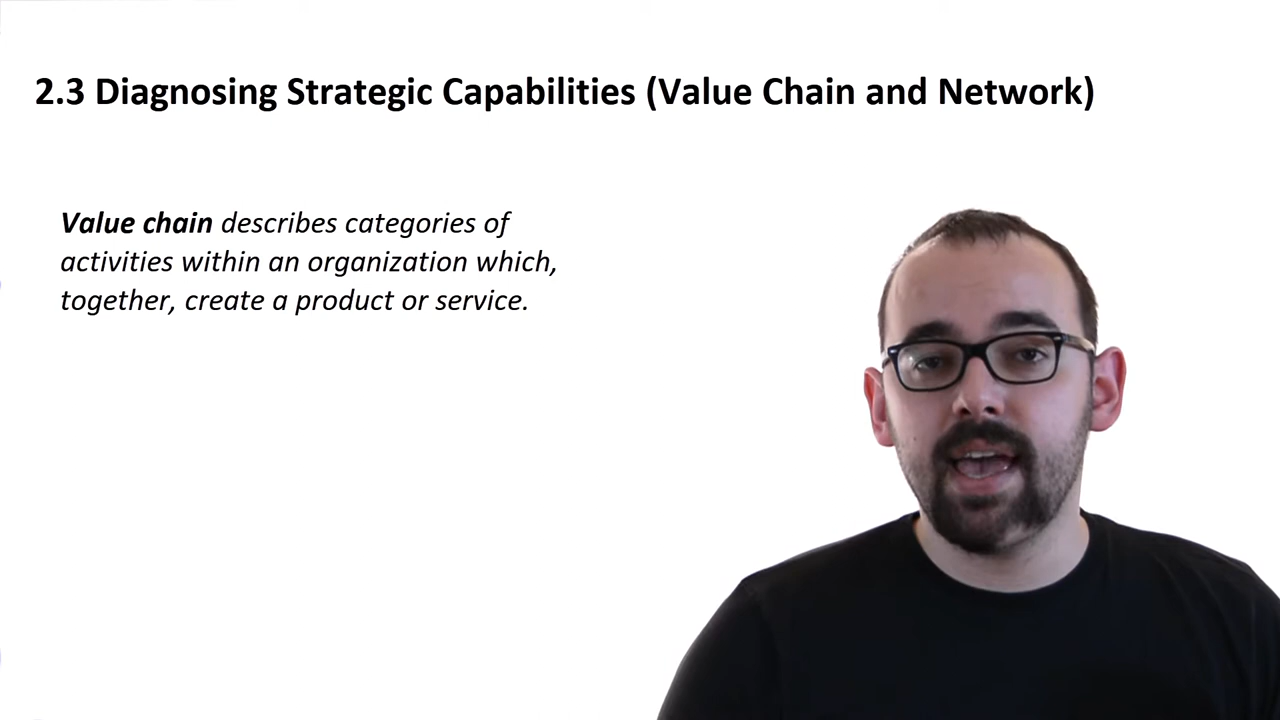 2.3 Diagnosing Strategic Capabilities (Value Chain and Network)
Value chain describes categories of
activities within an organization which,
together, create a product or service.